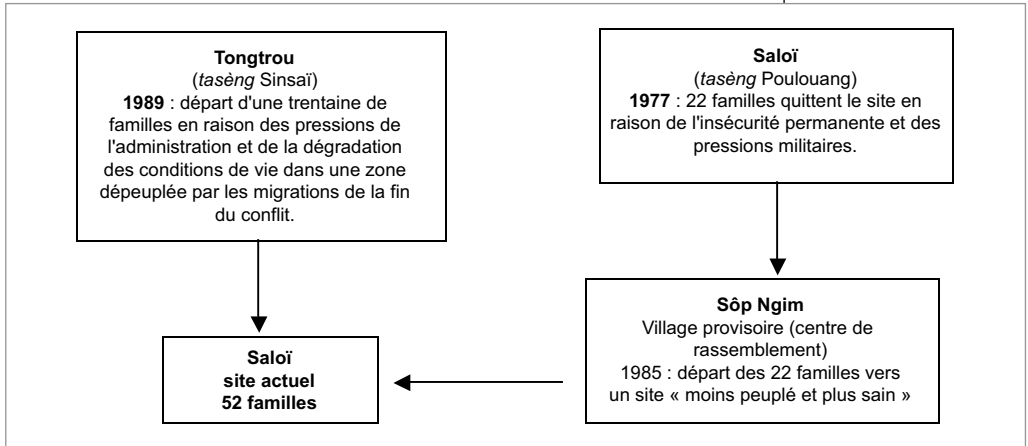 Tongtrou
(tasèng Sinsaï)
1989 : départ d'une trentaine de
familles en raison des pressions de
l'administration et de la dégradation
des conditions de vie dans une zone
dépeuplée par les migrations de la fin
du conflit.
Saloï
(tasèng Poulouang)
1977 : 22 familles quittent le site en
raison de l'insécurité permanente et des
pressions militaires.
Sôp Ngim
Village provisoire (centre de
rassemblement)
1985 : départ des 22 familles vers
un site « moins peuplé et plus sain »
Saloï
site actuel
52 familles